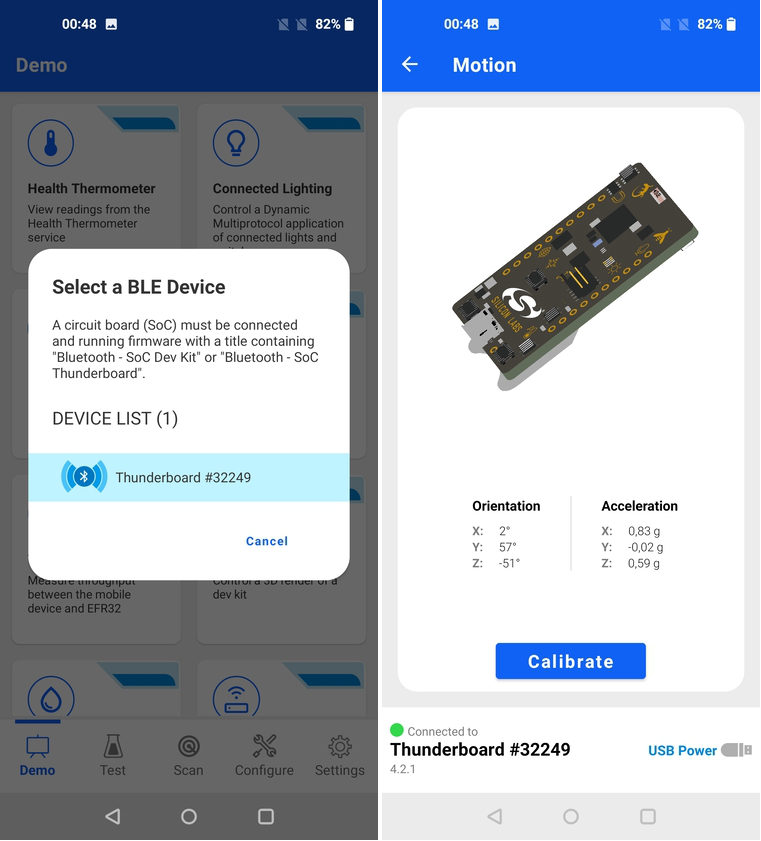 00:48
82%
Demo
Health Thermometer
View readings from the
Health Thermometer
service
Connected Lighting
Control a Dynamic
Multiprotocol application
of connected lights and
Select a BLE Device
A circuit board (SoC) must be connected
and running firmware with a title containing
"Bluetooth - SoC Dev Kit" or "Bluetooth - SoC
Thunderboard".
DEVICE LIST (1)
Thunderboard #32249
Cancel
Measure throughput
between the mobile
device and EFR32
Control a 3D render of a
dev kit
Demo
Test
Scan
Configure
Settings
00:48
82%
Motion
SILICON LABS
Orientation
X: 2°
Y: 57°
Z: -51°
Acceleration
X: 0,83 g
Y: -0,02 g
Z: 0,59 g
Calibrate
Connected to
Thunderboard #32249
4.2.1
USB Power